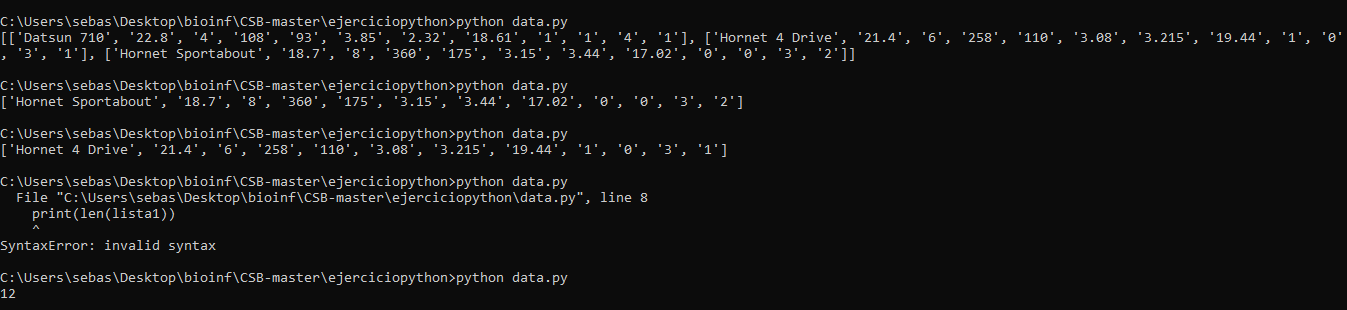 C:\Users\sebas\Desktop\bioinf\CSB-master\ejerciciopython>python data.py
[['Datsun 710', '22.8', '4', '108', '93', '3.85', '2.32', '18.61', '1', '1', '4', '1'], ['Hornet 4 Drive', '21.4', '6', '258', '110', '3.08', '3.215', '19.44', '1', '0'
, '3', '1'], ['Hornet Sportabout', '18.7', '8', '360', '175', '3.15', '3.44', '17.02', '0', '0', '3', '2']]
C:\Users\sebas\Desktop\bioinf\CSB-master\ejerciciopython>python data.py
['Hornet Sportabout', '18.7', '8', '360', '175', '3.15', '3.44', '17.02', '0', '0', '3', '2']
C:\Users\sebas\Desktop\bioinf\CSB-master\ejerciciopython>python data.py
['Hornet 4 Drive', '21.4', '6', '258', '110', '3.08', '3.215', '19.44', '1', '0', '3', '1']
C:\Users\sebas\Desktop\bioinf\CSB-master\ejerciciopython>python data.py
  File "C:\Users\sebas\Desktop\bioinf\CSB-master\ejerciciopython\data.py", line 8
    print(len(lista1))
    ^
SyntaxError: invalid syntax
C:\Users\sebas\Desktop\bioinf\CSB-master\ejerciciopython>python data.py
12